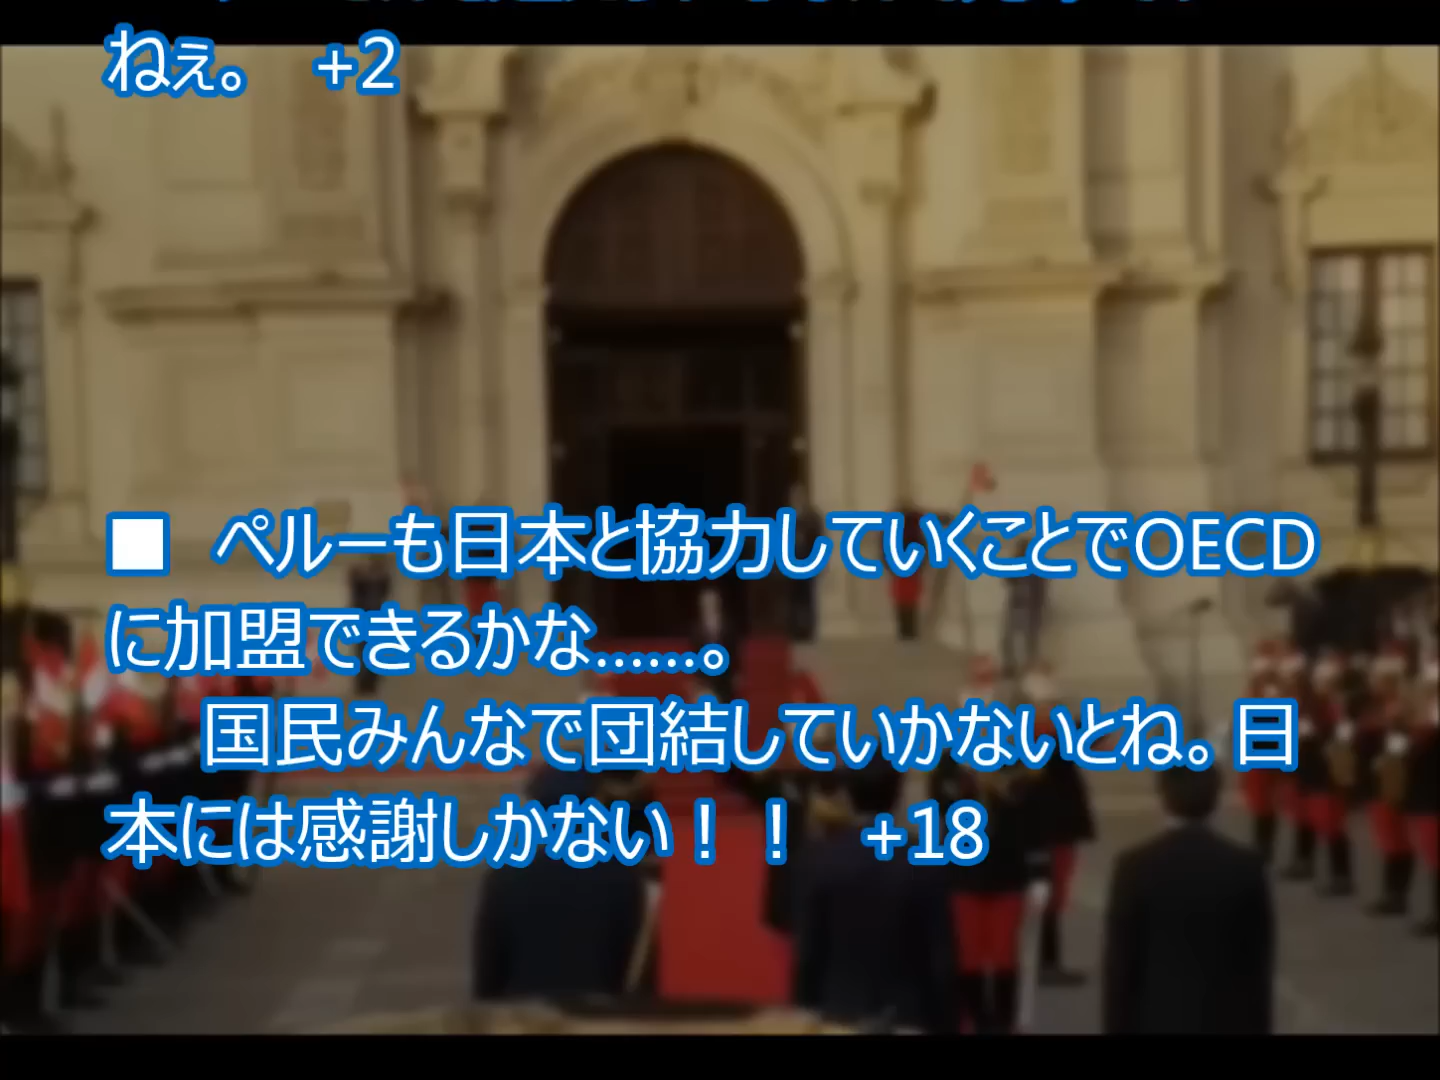 ねぇ。　+2
■　ペルーも日本と協力していくことでOECD
に加盟できるかな……。
　国民みんなで団結していかないとね。日
本には感謝しかない！！　+18